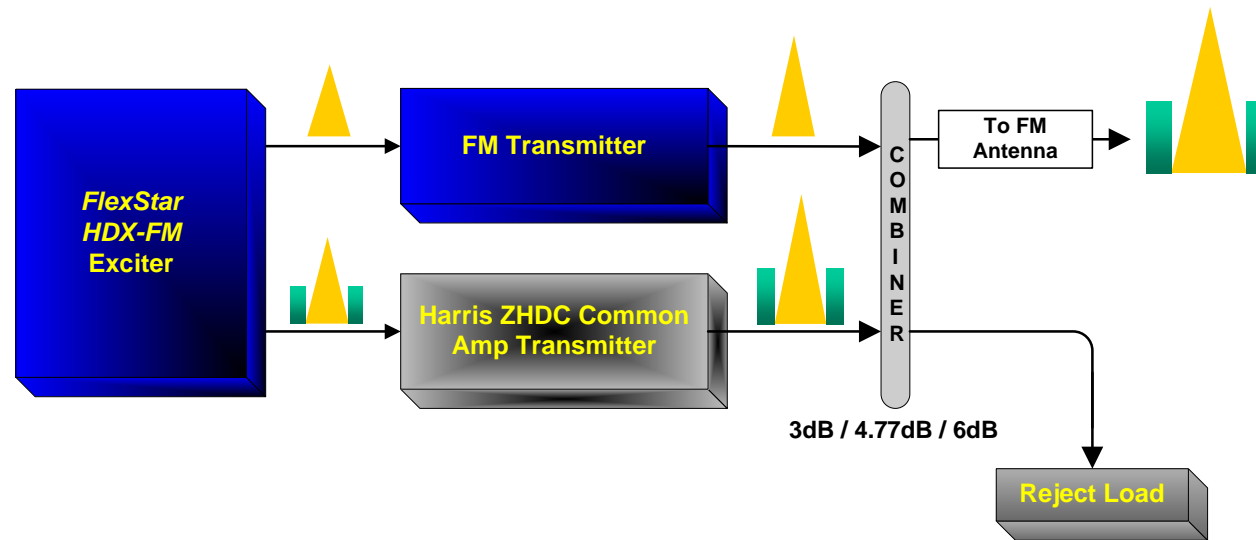 FlexStar
HDX-FM
Exciter
FM Transmitter
Harris ZHDC Common
Amp Transmitter
COMBINER
3dB / 4.77dB / 6dB
To FM
Antenna
Reject Load